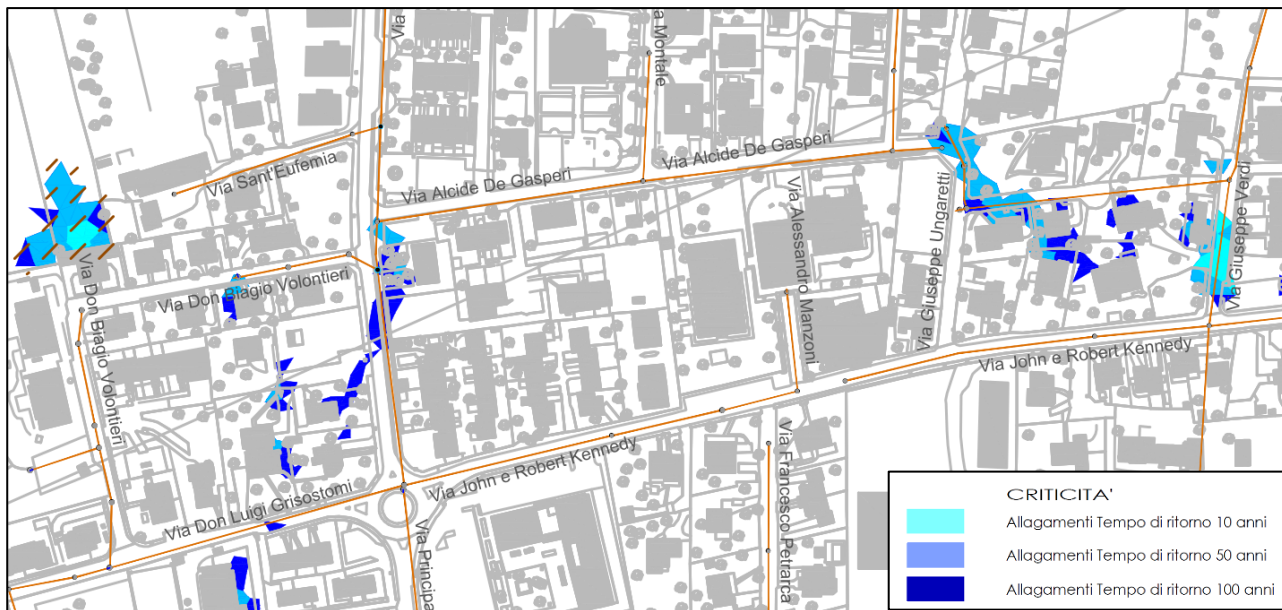 Via
Via Montale
Via Sant'Eufemia
Via Alcide De Gasperi
Via Alcide De Gasperi
Via Alessandro Manzoni
Via Giuseppe Ungaretti
Via Giuseppe Verdi
Via Don Biagio Volontieri
Via Don Biagio Volontieri
Via John e Robert Kennedy
Via John e Robert Kennedy
Via Don Luigi Grisostomi
Via Principa
Via Francesco Petrarca
CRITICITA'
Allagamenti Tempo di ritorno 10 anni
Allagamenti Tempo di ritorno 50 anni
Allagamenti Tempo di ritorno 100 anni